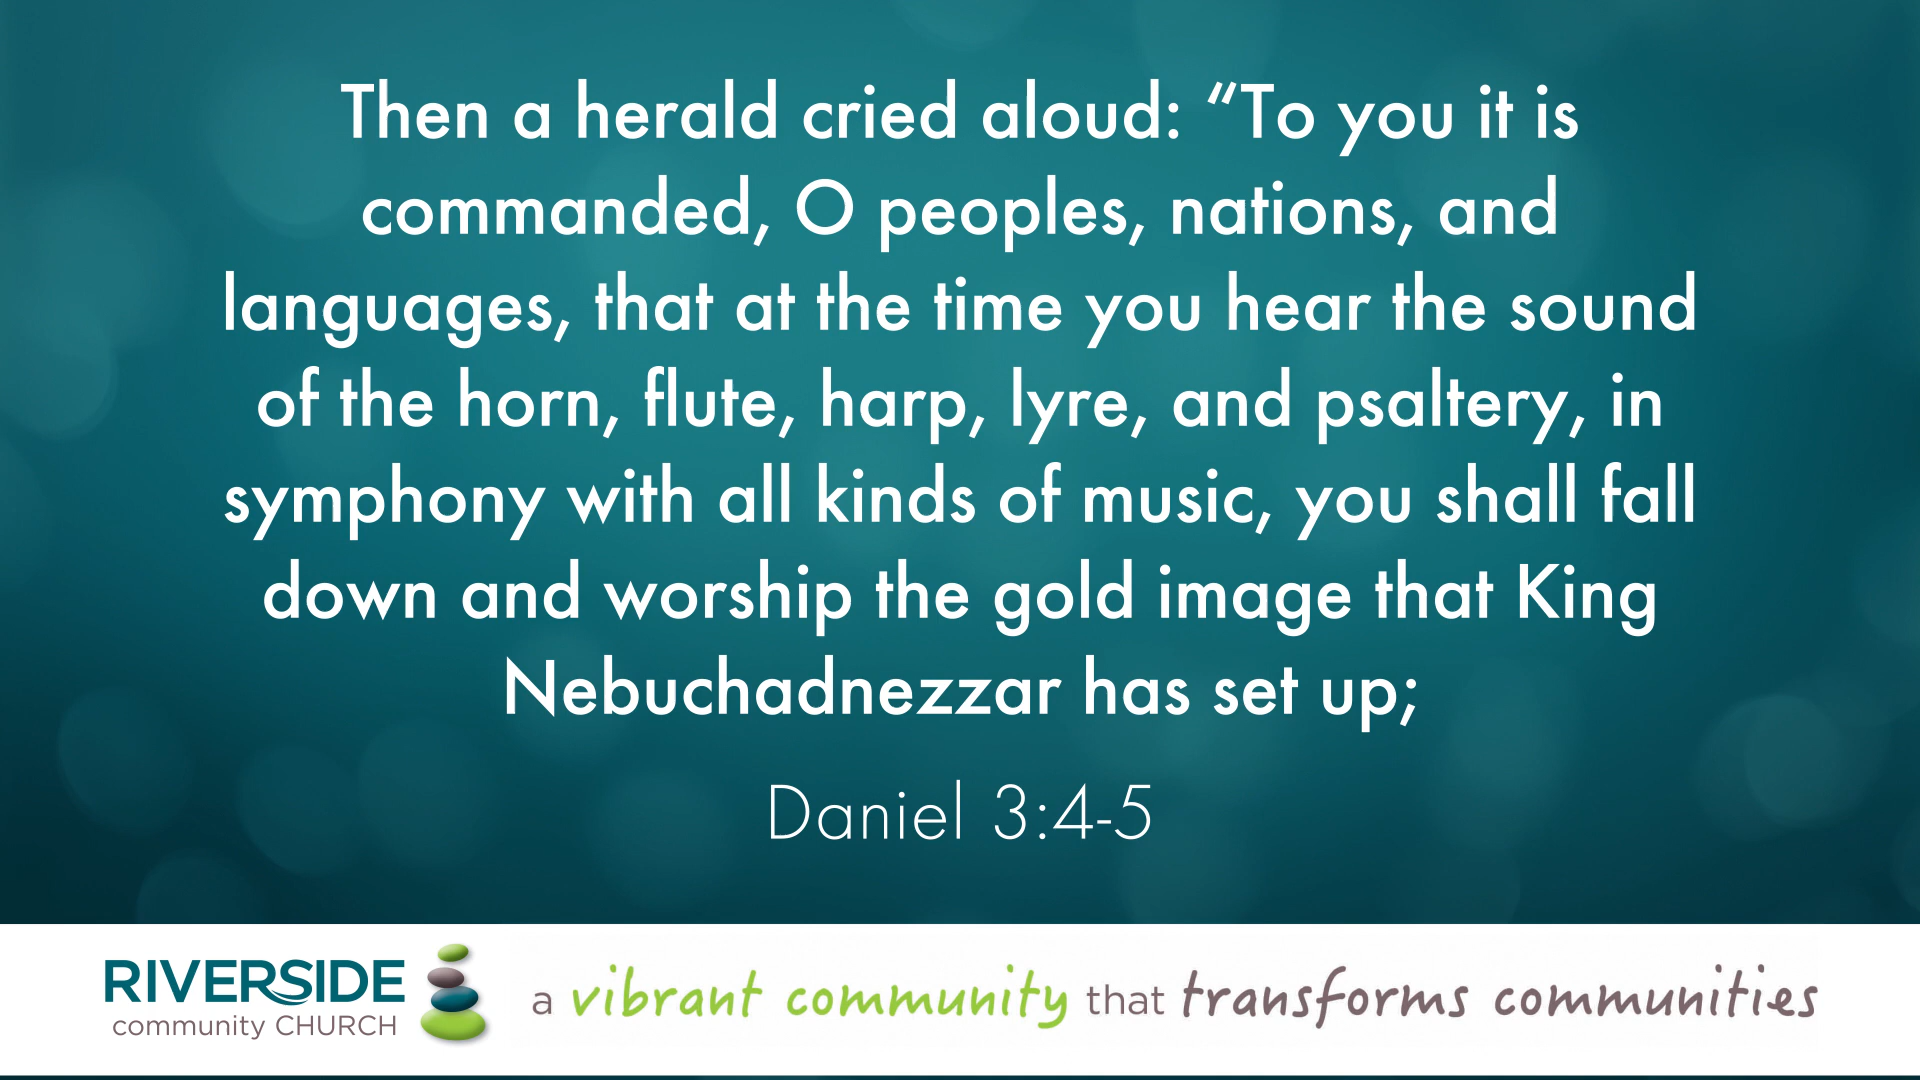 Then a herald cried aloud: “To you it is
commanded, O peoples, nations, and
languages, that at the time you hear the sound
of the horn, flute, harp, lyre, and psaltery, in
symphony with all kinds of music, you shall fall
down and worship the gold image that King
Nebuchadnezzar has set up;
Daniel 3:4-5
RIVERSIDE
community CHURCH
a vibrant community that transforms communities